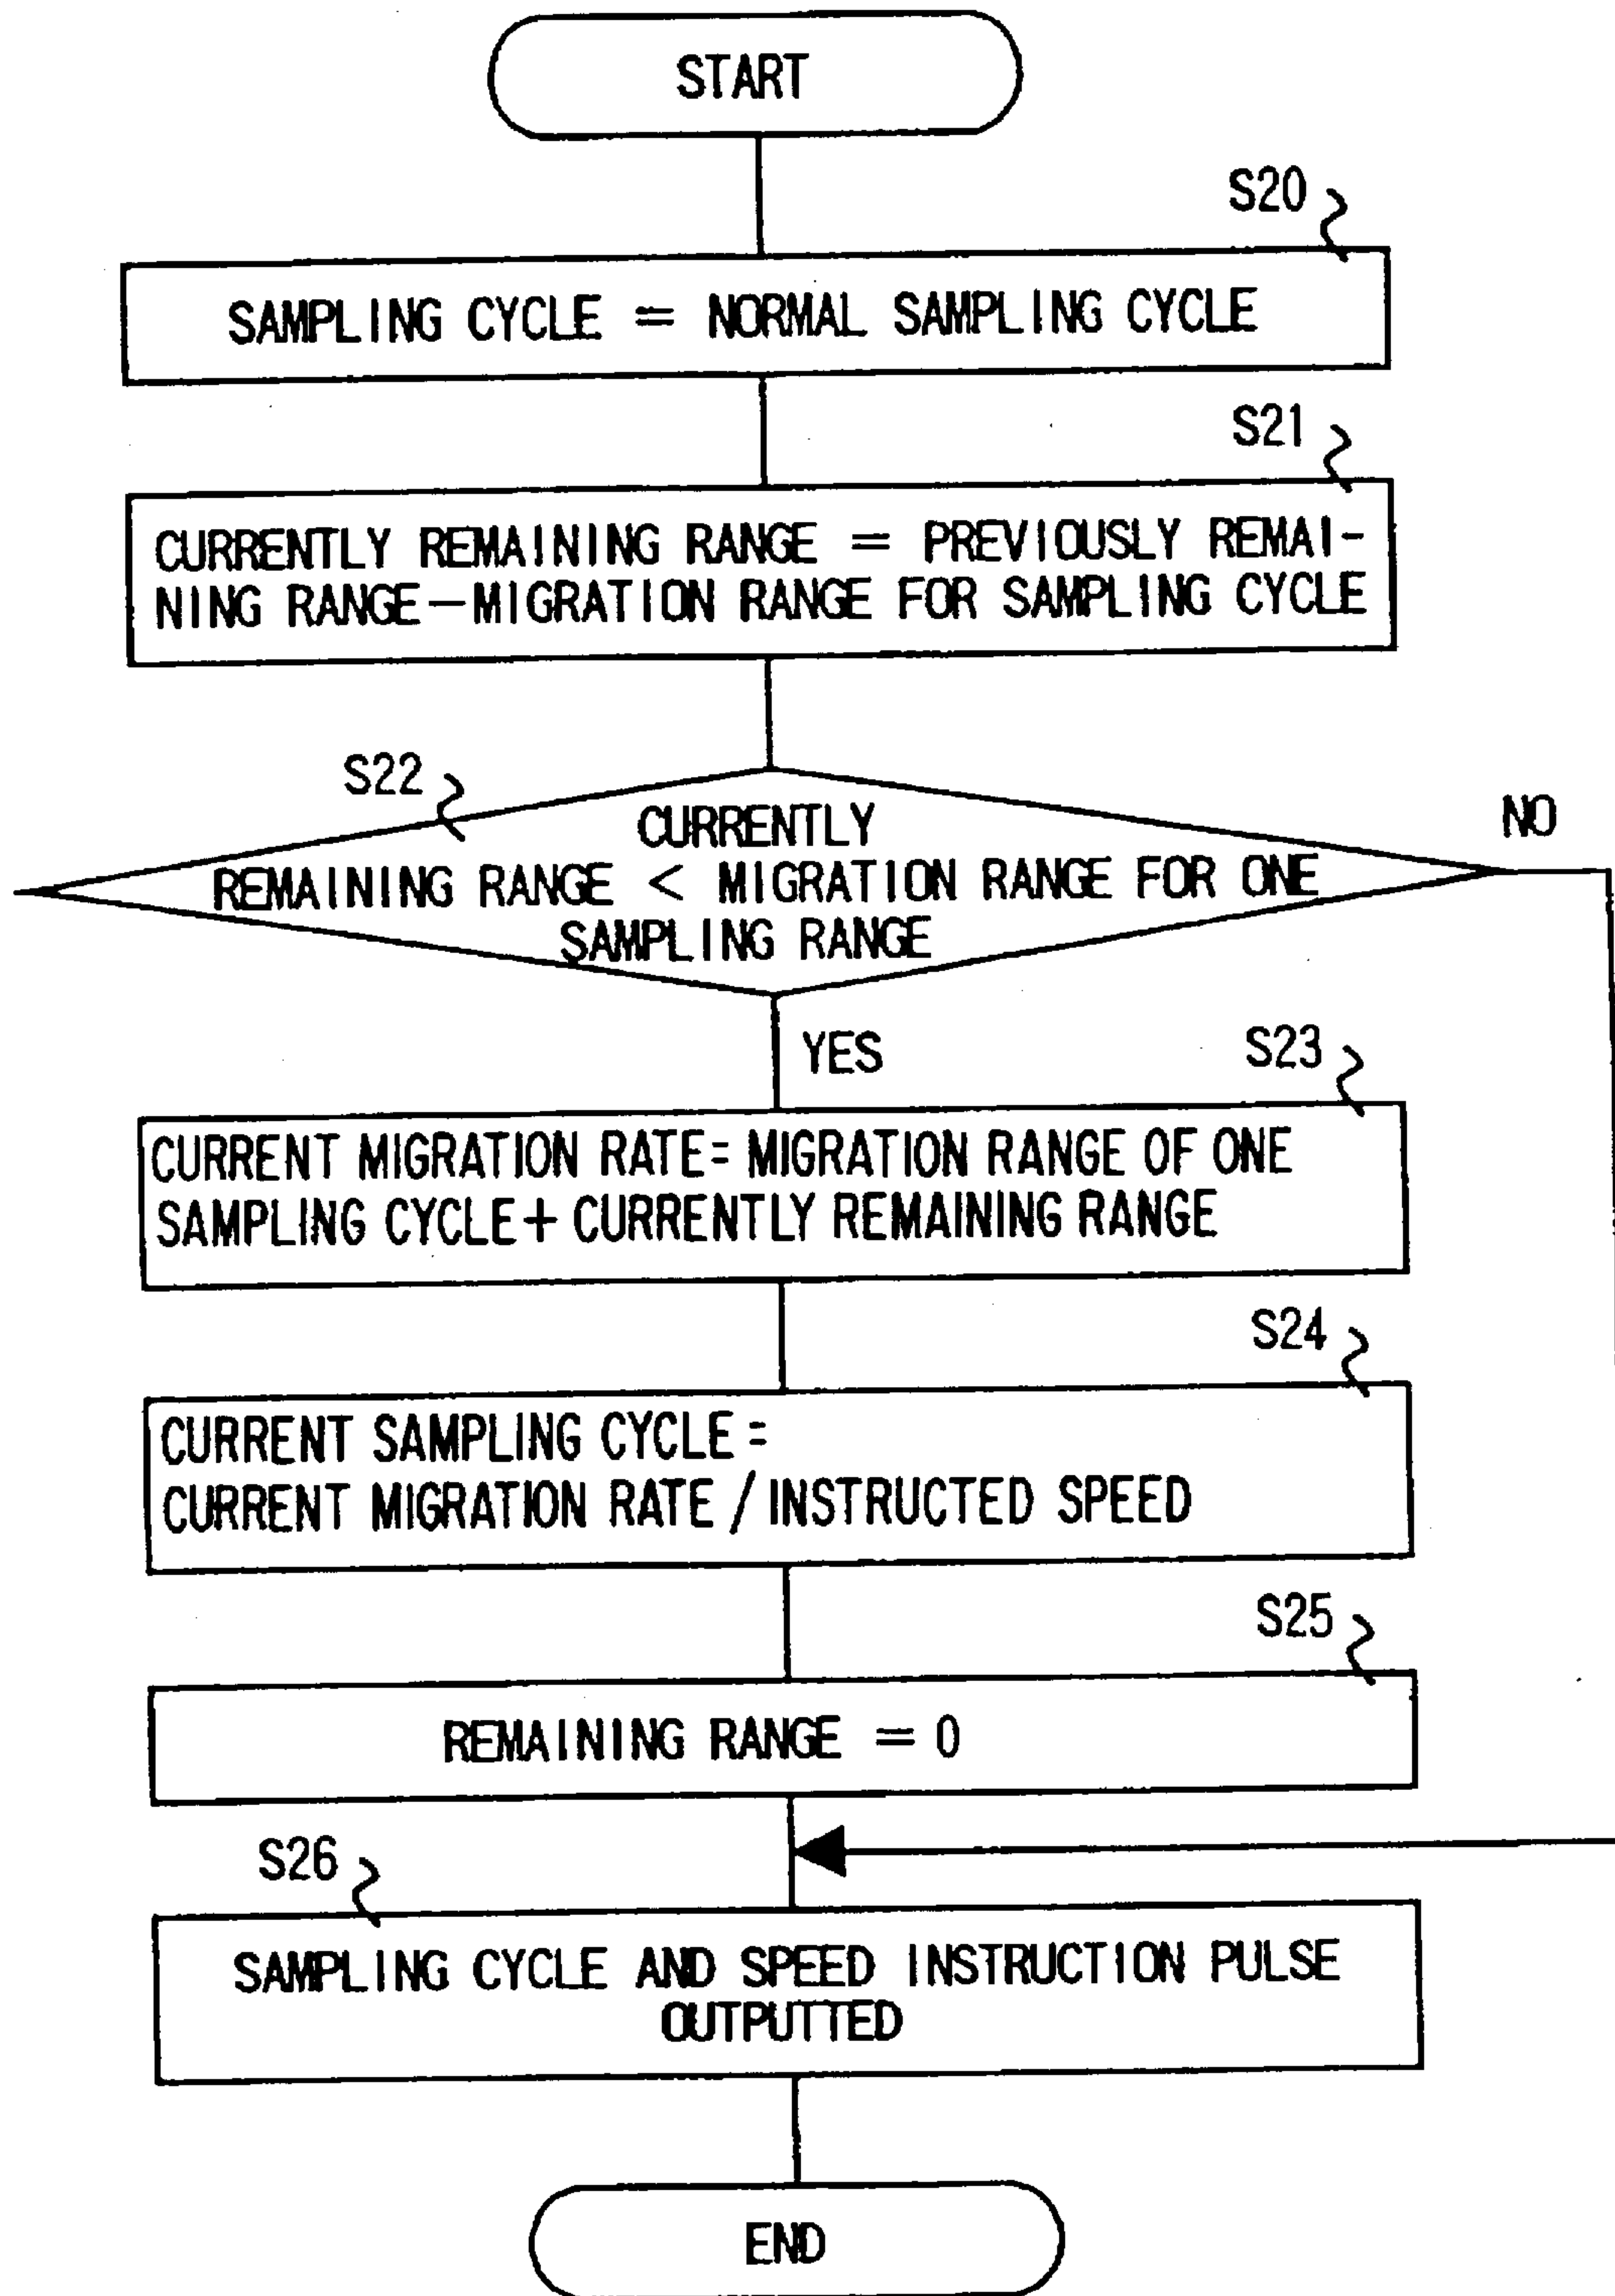 START
S20
SAMPLING CYCLE = NORMAL SAMPLING CYCLE
S21
CURRENTLY REMAINING RANGE = PREVIOUSLY REMAI-
NING RANGE-MIGRATION RANGE FOR SAMPLING CYCLE
S22
CURRENTLY
REMAINING RANGE < MIGRATION RANGE FOR ONE
SAMPLING RANGE
NO
YES
S23
CURRENT MIGRATION RATE= MIGRATION RANGE OF ONE
SAMPLING CYCLE+CURRENTLY REMAINING RANGE
S24
CURRENT SAMPLING CYCLE=
CURRENT MIGRATION RATE/INSTRUCTED SPEED
S25
REMAINING RANGE = 0
S26
SAMPLING CYCLE AND SPEED INSTRUCTION PULSE
OUTPUTTED
END